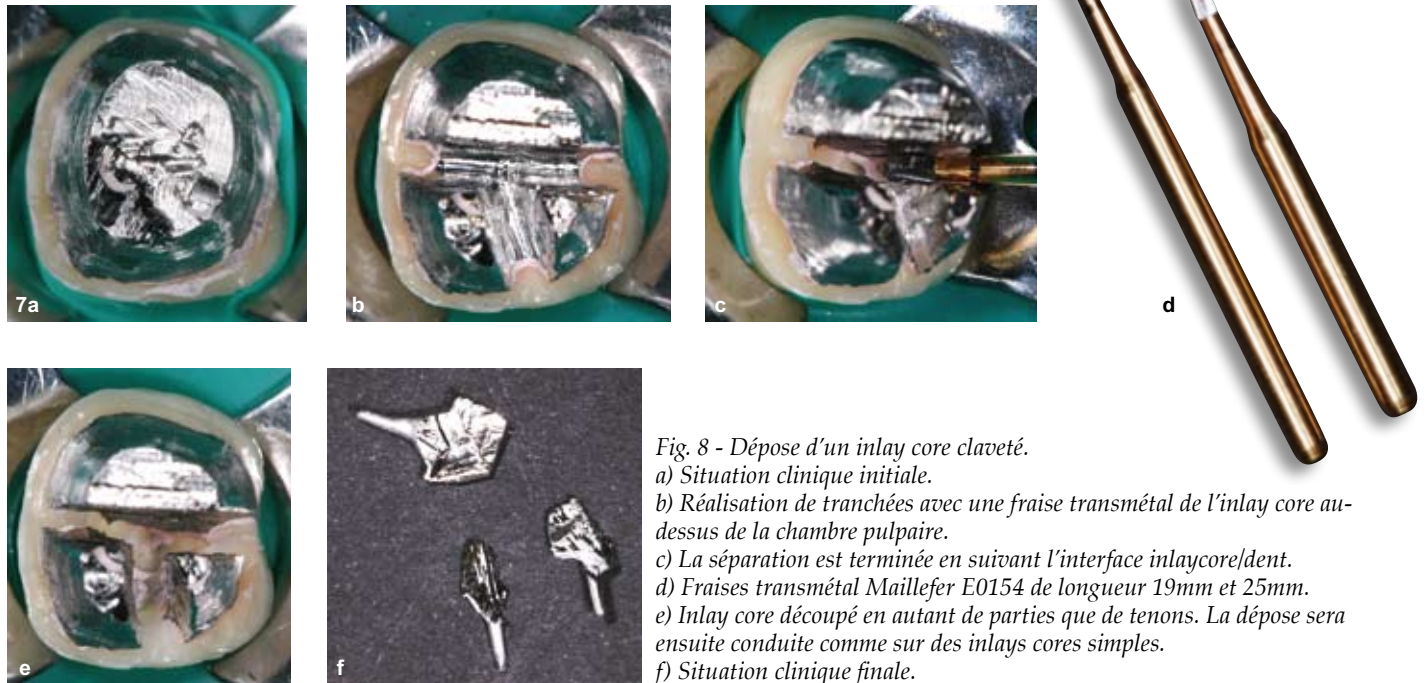 7a
b
c
d
e
f
Fig. 8 - Dépose d'un inlay core claveté.
a) Situation clinique initiale.
b) Réalisation de tranchées avec une fraise transmétal de l'inlay core au-
dessus de la chambre pulpaire.
c) La séparation est terminée en suivant l'interface inlaycore/dent.
d) Fraises transmétal Maillefer E0154 de longueur 19mm et 25mm.
e) Inlay core découpé en autant de parties que de tenons. La dépose sera
ensuite conduite comme sur des inlays cores simples.
f) Situation clinique finale.